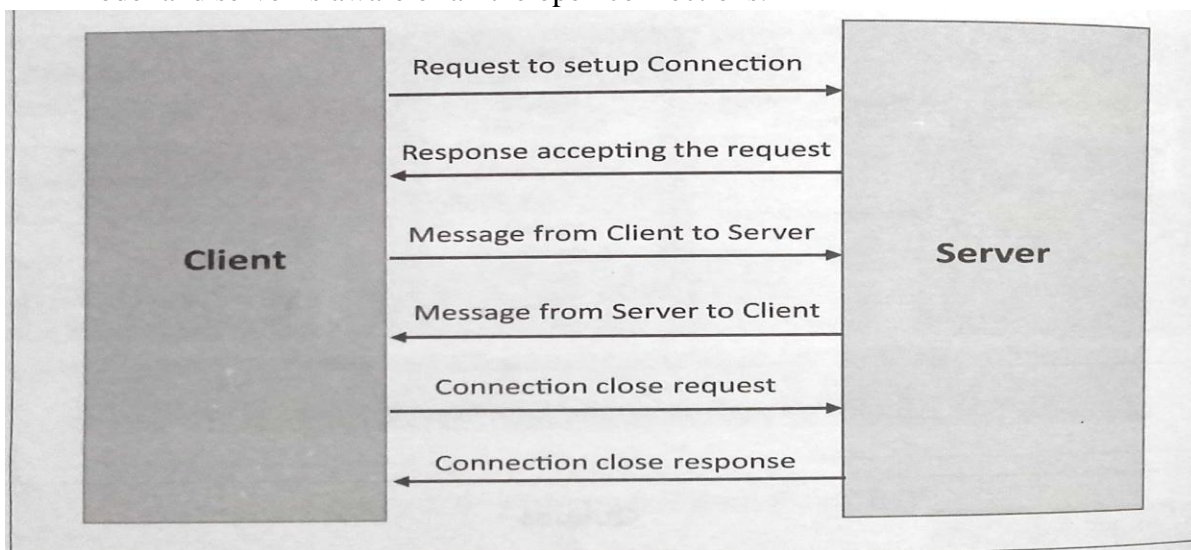 Request to setup Connection
Response accepting the request
Message from Client to Server
Client
Server
Message from Server to Client
Connection close request
Connection close response